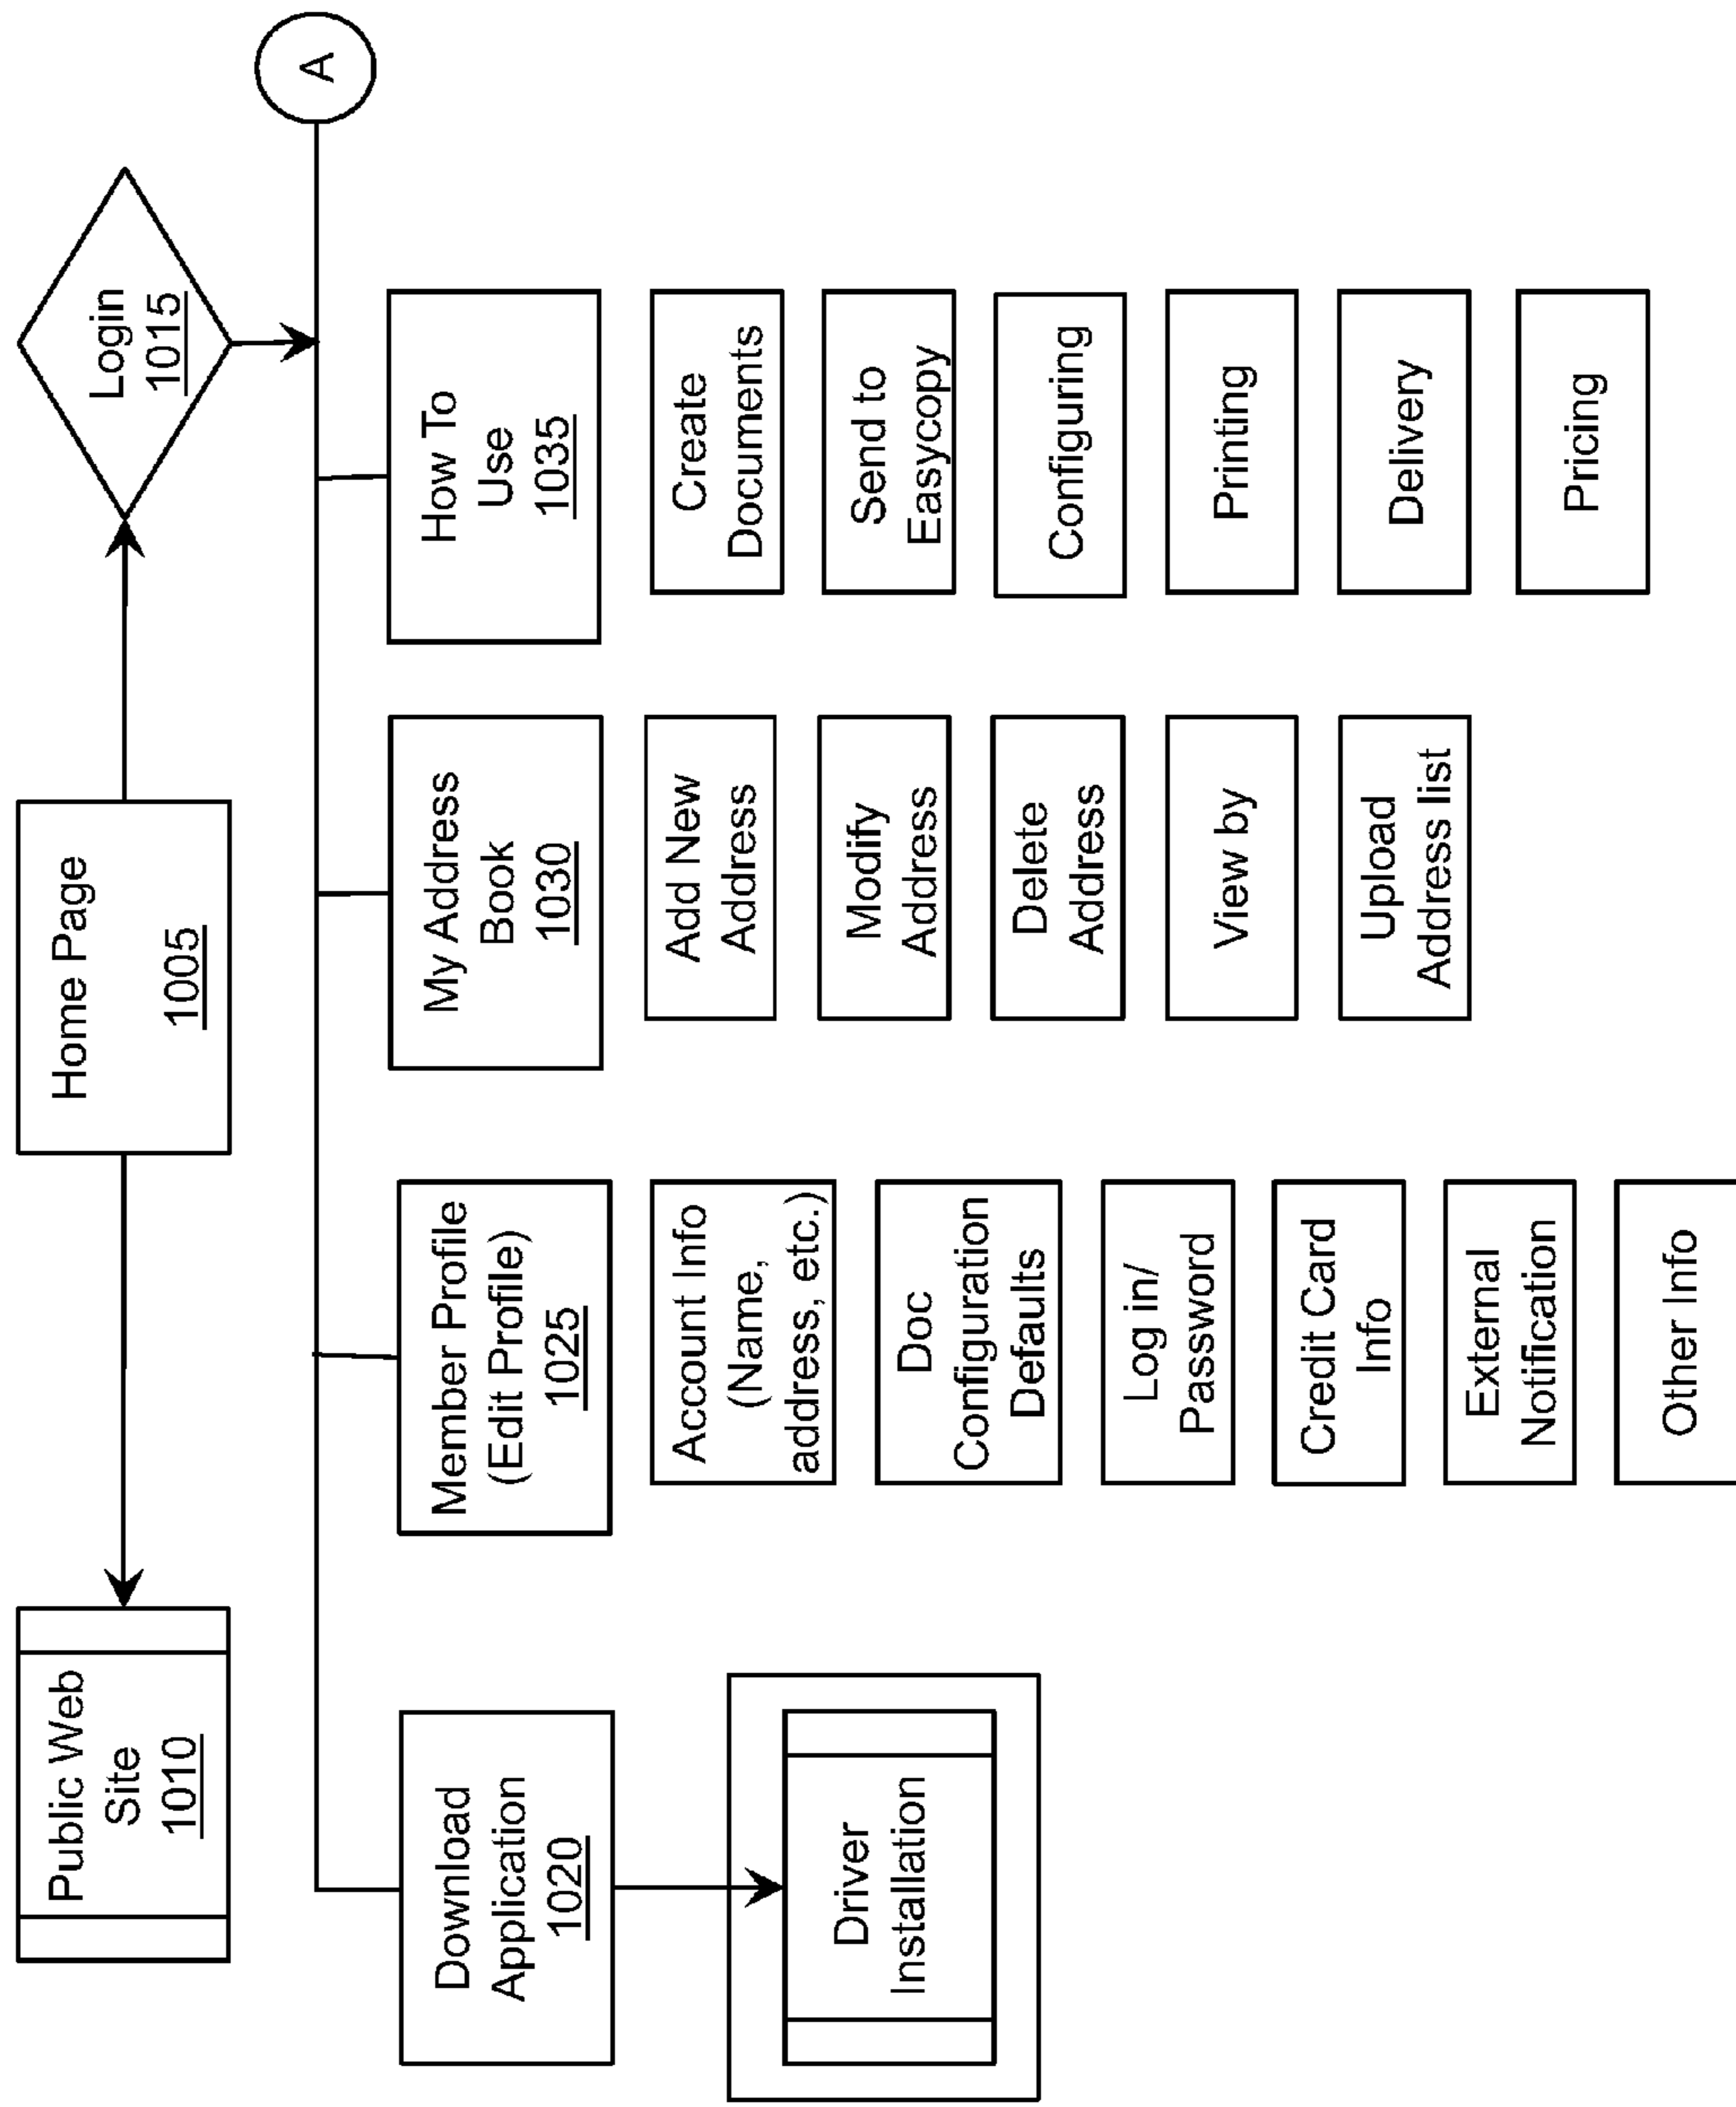 Public Web
Site
1010
Home Page
1005
Login
1015
A
Download
Application
1020
Driver
Installation
Member Profile
(Edit Profile)
1025
Account Info
(Name,
address, etc.)
Doc
Configuration
Defaults
Log in/
Password
Credit Card
Info
External
Notification
Other Info
My Address
Book
1030
Add New
Address
Modify
Address
Delete
Address
View by
Upload
Address list
How To
Use
1035
Create
Documents
Send to
Easycopy
Configuring
Printing
Delivery
Pricing